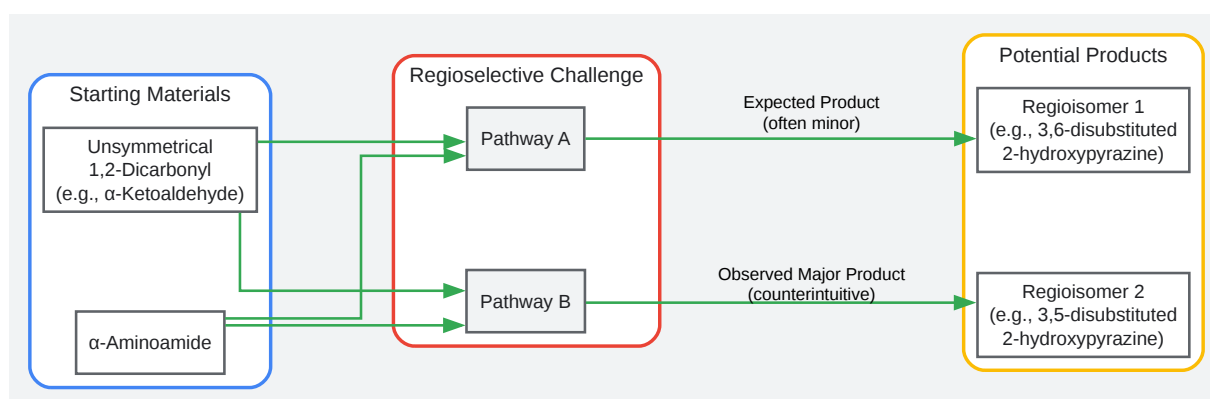 Starting Materials
Unsymmetrical
1,2-Dicarbonyl
(e.g., α-Ketoaldehyde)
α-Aminoamide
Regioselective Challenge
Pathway A
Pathway B
Expected Product
(often minor)
Observed Major Product
(counterintuitive)
Potential Products
Regioisomer 1
(e.g., 3,6-disubstituted
2-hydroxypyrazine)
Regioisomer 2
(e.g., 3,5-disubstituted
2-hydroxypyrazine)